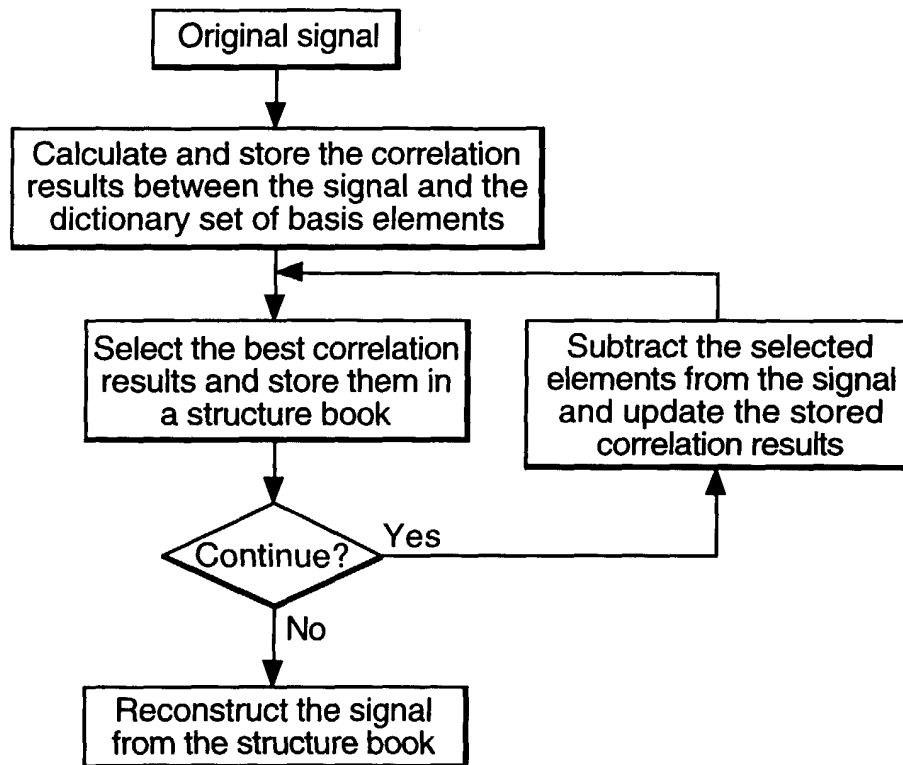 Original signal
Calculate and store the correlation
results between the signal and the
dictionary set of basis elements
Select the best correlation
results and store them in
a structure book
Subtract the selected
elements from the signal
and update the stored
correlation results
Continue?
Yes
No
Reconstruct the signal
from the structure book